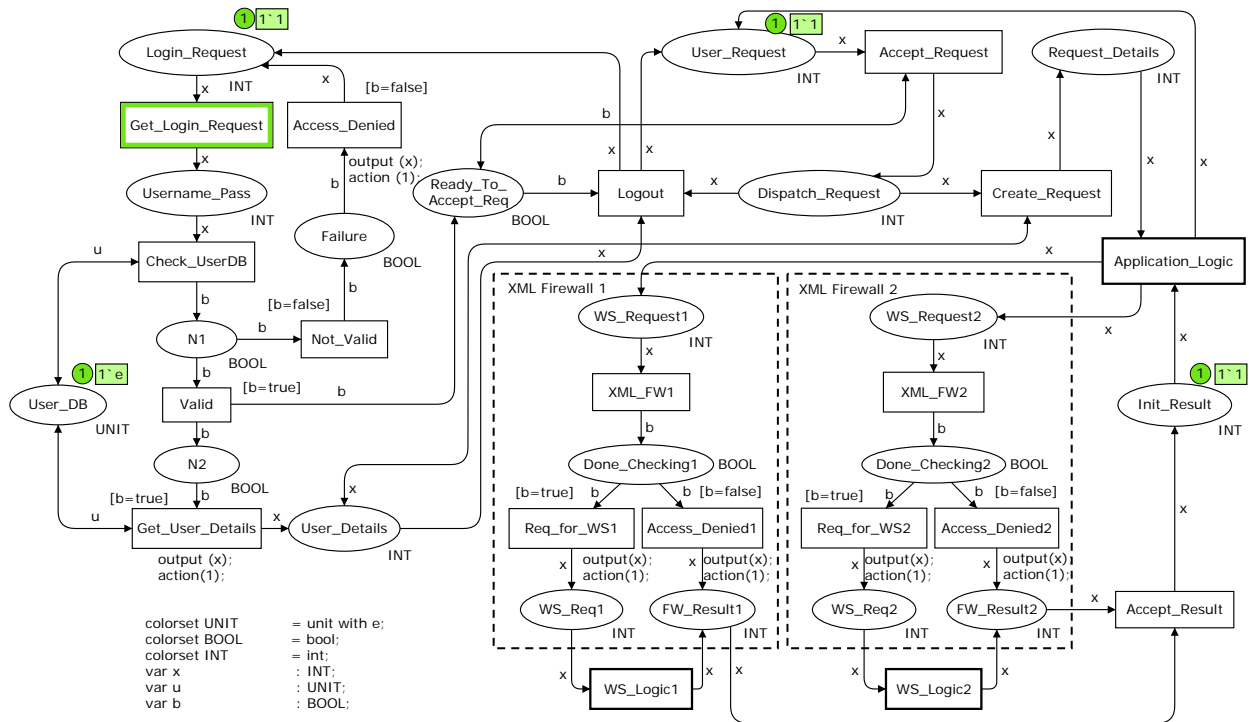 1 1`1
Login_Request
INT
x
Get_Login_Request
x
Username_Pass
INT
x
Check_UserDB
u
b
N1
BOOL
b
[b=false]
Not_Valid
b
Failure
BOOL
b
output (x);
action (1);
Access_Denied
[b=false]
x
b
Valid
[b=true]
b
b
N2
BOOL
[b=true]
b
1 1`e
User_DB
UNIT
u
Get_User_Details
output (x);
action(1);
x
User_Details
x
INT
Ready_To_
Accept_Req
BOOL
b
b
Logout
x
x
x
x
1 1`1
User_Request
INT
x
Accept_Request
x
x
Dispatch_Request
INT
x
Create_Request
x
Request_Details
INT
x
x
Application_Logic
x
x
x
1 1`1
Init_Result
INT
x
Accept_Result
x
x
XML Firewall 1
WS_Request1
INT
x
XML_FW1
b
Done_Checking1
BOOL
[b=true]
b
b
[b=false]
Req_for_WS1
Access_Denied1
output(x);
action(1);
x
x
WS_Req1
INT
FW_Result1
INT
x
WS_Logic1
x
x
XML Firewall 2
WS_Request2
INT
x
XML_FW2
b
Done_Checking2
BOOL
[b=true]
b
b
[b=false]
Req_for_WS2
Access_Denied2
output(x);
action(1);
output(x);
action(1);
x
x
WS_Req2
INT
FW_Result2
INT
x
WS_Logic2
x
colorset UNIT = unit with e;
colorset BOOL = bool;
colorset INT = int;
var x : INT;
var u : UNIT;
var b : BOOL;